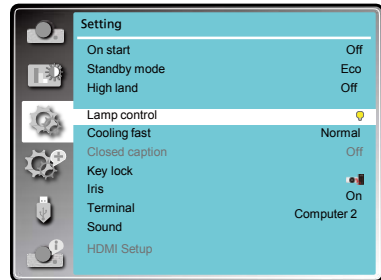 Setting
On start Off
Standby mode Eco
High land Off
Lamp control
Cooling fast Normal
Closed caption Off
Key lock
Iris On
Terminal Computer 2
Sound
HDMI Setup